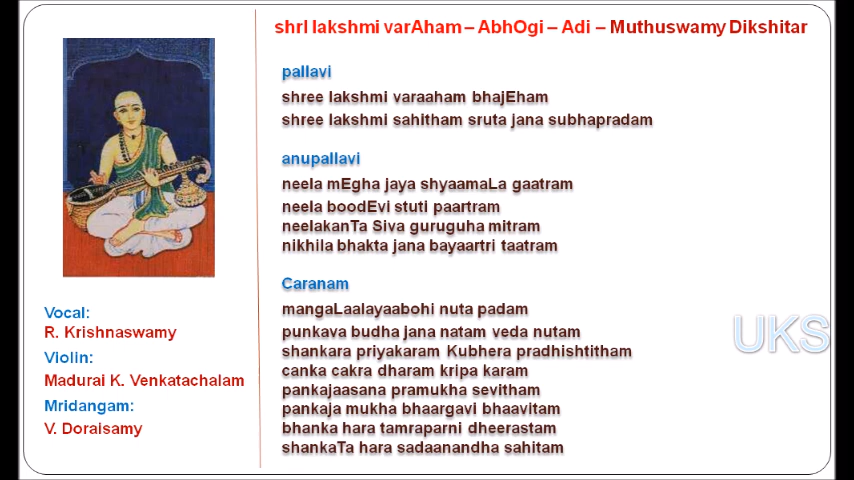 shrI lakshmi varAham – AbhOgi – Adi – Muthuswamy Dikshitar
pallavi
shree lakshmi varaaham bhajEham
shree lakshmi sahitham sruta jana subhapradam
anupallavi
neela mEgha jaya shyaamaLa gaatram
neela boodEvi stuti paartram
neelakanTa Siva guruguha mitram
nikhila bhakta jana bayaartri taatram
Caranam
mangaLaalayaabohi nuta padam
punkava budha jana natam veda nutam
shankara priyakaram Kubhera pradhishtitham
canka cakra dharam kripa karam
pankajaasana pramukha sevitham
pankaja mukha bhaargavi bhaavitam
bhanka hara tamraparni dheerastam
shankaTa hara sadaanandha sahitam
Vocal:
R. Krishnaswamy
Violin:
Madurai K. Venkatachalam
Mridangam:
V. Doraisamy
UKS